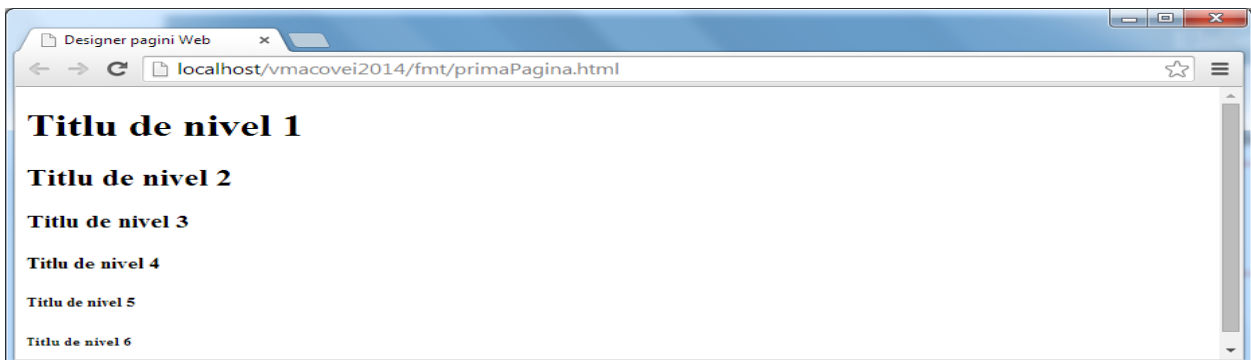 Designer pagini Web
localhost/vmacovei2014/fmt/primaPagina.html
Titlu de nivel 1
Titlu de nivel 2
Titlu de nivel 3
Titlu de nivel 4
Titlu de nivel 5
Titlu de nivel 6